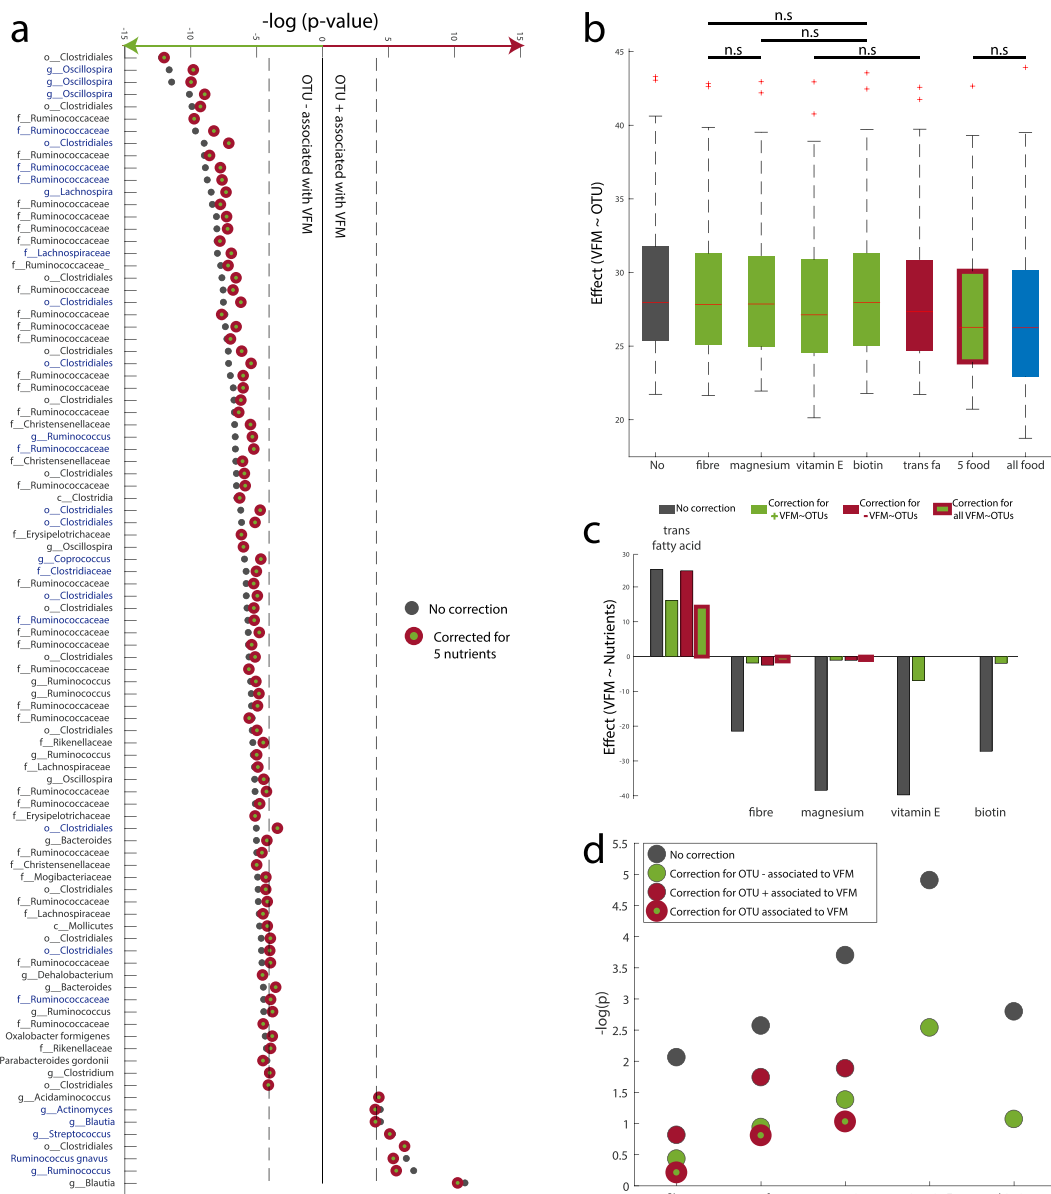 a
-log (p-value)
-15
-10
-5
0
5
10
15
OTU - associated with VFM
OTU + associated with VFM
o__Clostridiales
g__Oscillospira
g__Oscillospira
g__Oscillospira
o__Clostridiales
f__Ruminococcaceae
f__Ruminococcaceae
o__Clostridiales
f__Ruminococcaceae
f__Ruminococcaceae
f__Ruminococcaceae
g__Lachnospira
f__Ruminococcaceae
f__Ruminococcaceae
f__Ruminococcaceae
f__Ruminococcaceae
f__Lachnospiraceae
f__Ruminococcaceae_
o__Clostridiales
f__Ruminococcaceae
o__Clostridiales
f__Ruminococcaceae
f__Ruminococcaceae
f__Ruminococcaceae
o__Clostridiales
o__Clostridiales
f__Ruminococcaceae
f__Ruminococcaceae
o__Clostridiales
f__Ruminococcaceae
f__Christensenellaceae
g__Ruminococcus
f__Ruminococcaceae
f__Christensenellaceae
o__Clostridiales
f__Ruminococcaceae
c__Clostridia
o__Clostridiales
o__Clostridiales
f__Erysipelotrichaceae
g__Oscillospira
g__Coprococcus
f__Clostridiaceae
f__Ruminococcaceae
o__Clostridiales
o__Clostridiales
f__Ruminococcaceae
f__Ruminococcaceae
f__Ruminococcaceae
o__Clostridiales
f__Ruminococcaceae
g__Ruminococcus
g__Ruminococcus
f__Ruminococcaceae
f__Ruminococcaceae
o__Clostridiales
f__Rikenellaceae
g__Ruminococcus
f__Lachnospiraceae
g__Oscillospira
f__Ruminococcaceae
f__Ruminococcaceae
f__Erysipelotrichaceae
o__Clostridiales
g__Bacteroides
f__Ruminococcaceae
f__Christensenellaceae
f__Mogibacteriaceae
o__Clostridiales
f__Ruminococcaceae
f__Lachnospiraceae
c__Mollicutes
o__Clostridiales
o__Clostridiales
f__Ruminococcaceae
g__Dehalobacterium
g__Bacteroides
f__Ruminococcaceae
g__Ruminococcus
f__Ruminococcaceae
Oxalobacter formigenes
f__Rikenellaceae
Parabacteroides gordonii
g__Clostridium
o__Clostridiales
g__Acidaminococcus
g__Actinomyces
g__Blautia
g__Streptococcus
o__Clostridiales
Ruminococcus gnavus
g__Ruminococcus
g__Blautia
No correction
Corrected for
5 nutrients
b
n.s
n.s
n.s
n.s
n.s
Effect (VFM ~ OTU)
45
40
35
30
25
20
No
fibre
magnesium
vitamin E
biotin
trans fa
5 food
all food
No correction
Correction for
+VFM~OTUs
Correction for
-VFM~OTUs
Correction for
all VFM~OTUs
c
trans
fatty acid
Effect (VFM ~ Nutrients)
30
20
10
0
-10
-20
-30
-40
fibre
magnesium
vitamin E
biotin
d
-log(p)
5.5
5
4.5
4
3.5
3
2.5
2
1.5
1
0.5
0
No correction
Correction for OTU - associated to VFM
Correction for OTU + associated to VFM
Correction for OTU associated to VFM